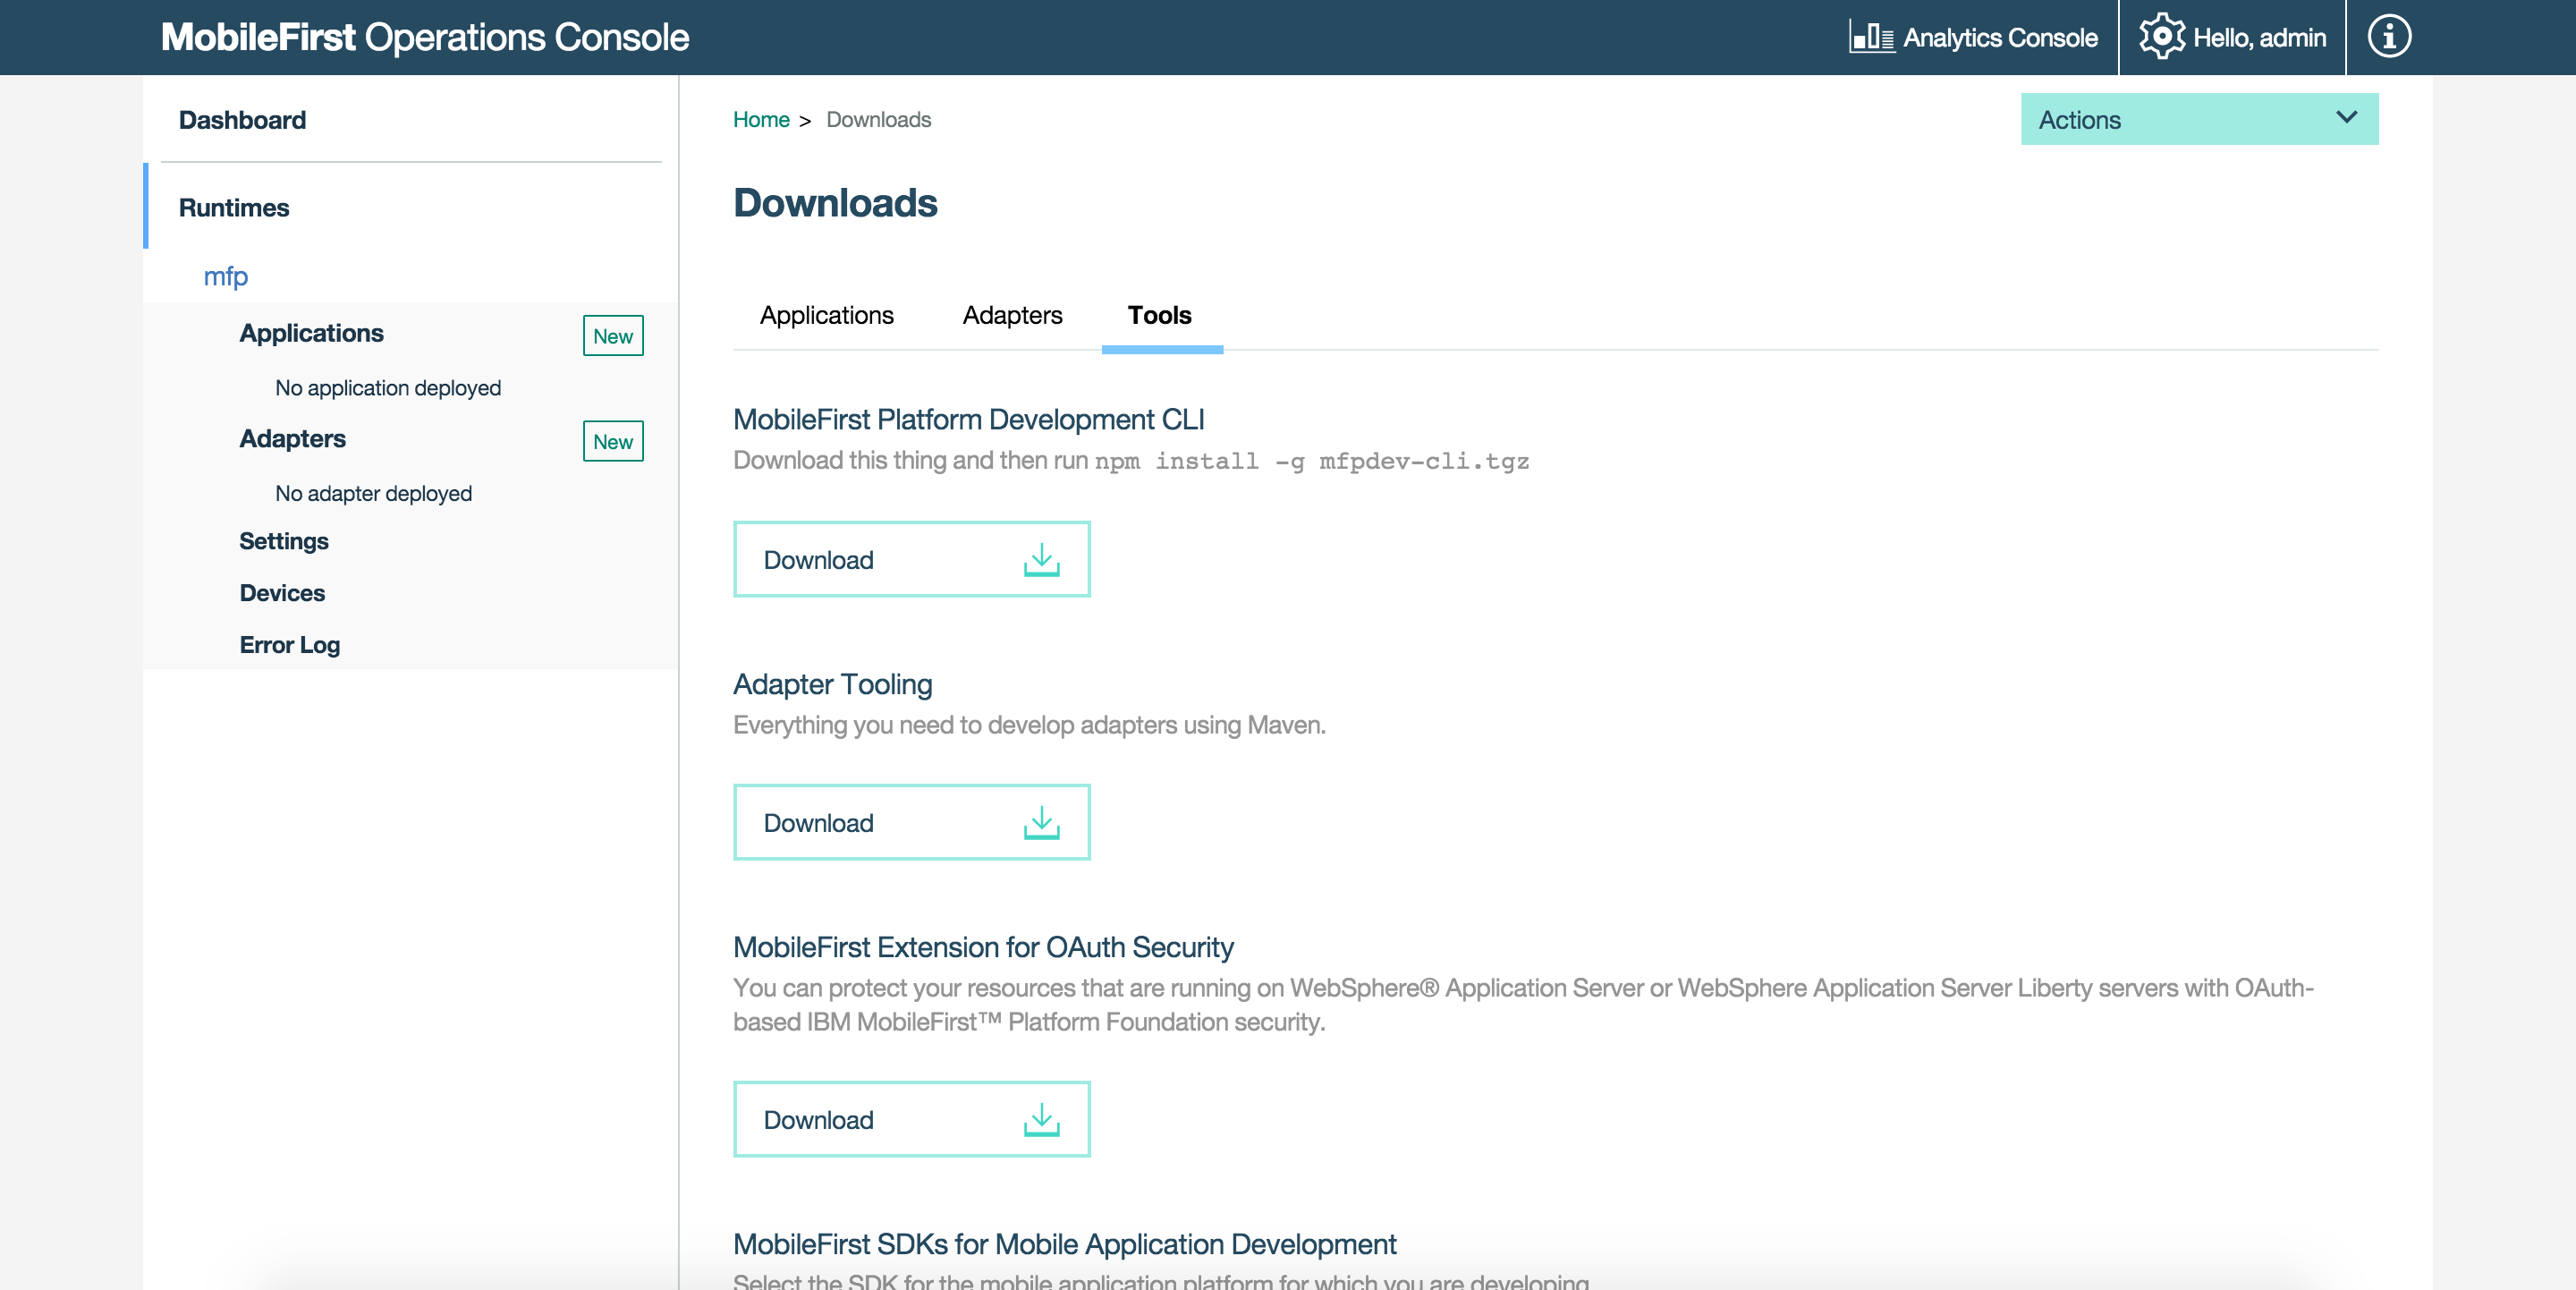 MobileFirst Operations Console
Analytics Console
Hello, admin
Dashboard
Runtimes
mfp
Applications
New
No application deployed
Adapters
New
No adapter deployed
Settings
Devices
Error Log
Home > Downloads
Actions
Downloads
Applications
Adapters
Tools
MobileFirst Platform Development CLI
Download this thing and then run npm install -g mfpdev-cli.tgz
Download
Adapter Tooling
Everything you need to develop adapters using Maven.
Download
MobileFirst Extension for OAuth Security
You can protect your resources that are running on WebSphere® Application Server or WebSphere Application Server Liberty servers with OAuth-
based IBM MobileFirst™ Platform Foundation security.
Download
MobileFirst SDKs for Mobile Application Development
Select the SDK for the mobile application platform for which you are developing